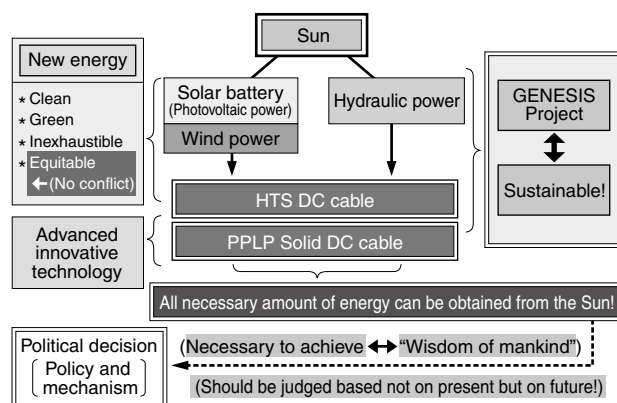 Sun
New energy
* Clean
* Green
* Inexhaustible
* Equitable
←(No conflict)
Solar battery
(Photovoltaic power)
Wind power
Hydraulic power
GENESIS
Project
Sustainable!
HTS DC cable
PPLP Solid DC cable
Advanced
innovative
technology
All necessary amount of energy can be obtained from the Sun!
Political decision
Policy and
mechanism
(Necessary to achieve ↔ “Wisdom of mankind”)
(Should be judged based not on present but on future!)